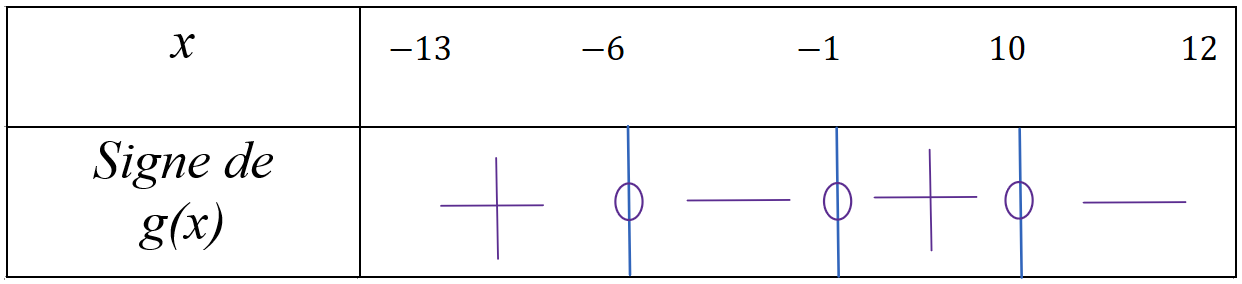 x −13 −6 −1 10 12
Signe de
g(x) + 0 − 0 + 0 −